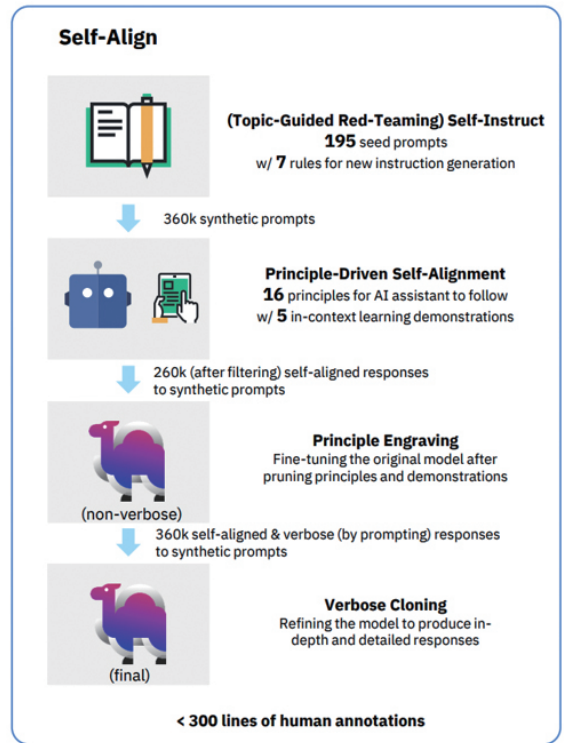 Self-Align
(Topic-Guided Red-Teaming) Self-Instruct
195 seed prompts
w/ 7 rules for new instruction generation
360k synthetic prompts
Principle-Driven Self-Alignment
16 principles for AI assistant to follow
w/ 5 in-context learning demonstrations
260k (after filtering) self-aligned responses
to synthetic prompts
Principle Engraving
Fine-tuning the original model after
pruning principles and demonstrations
(non-verbose)
360k self-aligned & verbose (by prompting) responses
to synthetic prompts
Verbose Cloning
Refining the model to produce in-
depth and detailed responses
(final)
< 300 lines of human annotations